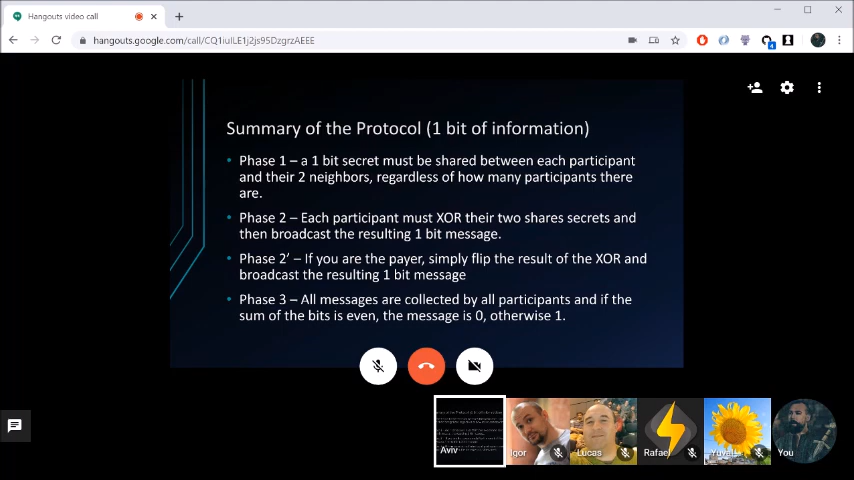 Hangouts video call
hangouts.google.com/call/CQ1iuILE1j2js95DzgrzAEEE
4
Summary of the Protocol (1 bit of information)
• Phase 1 – a 1 bit secret must be shared between each participant
and their 2 neighbors, regardless of how many participants there
are.
• Phase 2 – Each participant must XOR their two shares secrets and
then broadcast the resulting 1 bit message.
• Phase 2’ – If you are the payer, simply flip the result of the XOR and
broadcast the resulting 1 bit message
• Phase 3 – All messages are collected by all participants and if the
sum of the bits is even, the message is 0, otherwise 1.
Aviv
Igor
Lucas
Rafael
Yuval
You